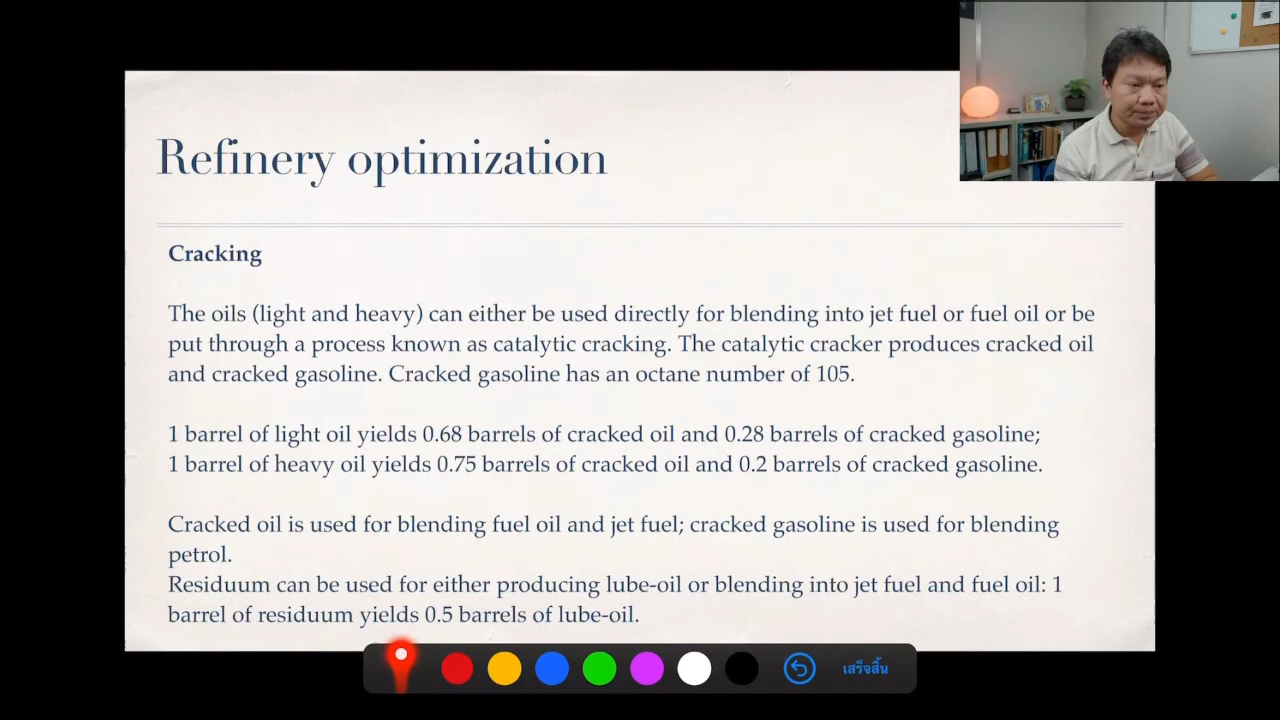 Refinery optimization
Cracking
The oils (light and heavy) can either be used directly for blending into jet fuel or fuel oil or be
put through a process known as catalytic cracking. The catalytic cracker produces cracked oil
and cracked gasoline. Cracked gasoline has an octane number of 105.
1 barrel of light oil yields 0.68 barrels of cracked oil and 0.28 barrels of cracked gasoline;
1 barrel of heavy oil yields 0.75 barrels of cracked oil and 0.2 barrels of cracked gasoline.
Cracked oil is used for blending fuel oil and jet fuel; cracked gasoline is used for blending
petrol.
Residuum can be used for either producing lube-oil or blending into jet fuel and fuel oil: 1
barrel of residuum yields 0.5 barrels of lube-oil.
เสร็จสิ้น